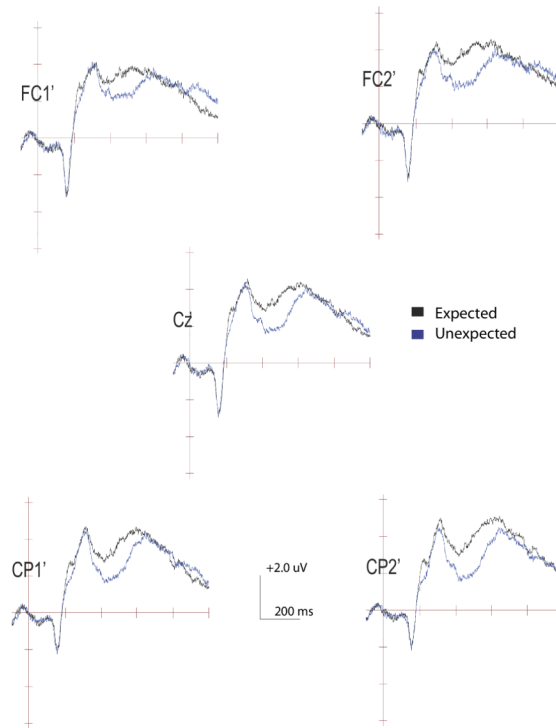 FC1'
FC2'
Cz
Expected
Unexpected
CP1'
CP2'
+2.0 uV
200 ms